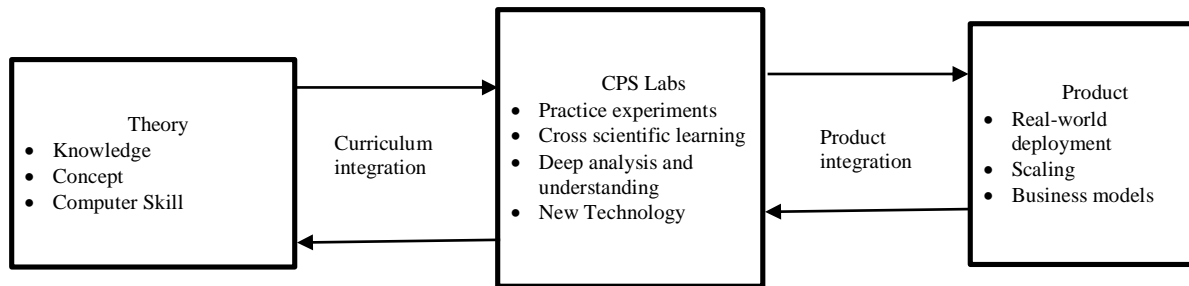 Theory
• Knowledge
• Concept
• Computer Skill
Curriculum
integration
CPS Labs
• Practice experiments
• Cross scientific learning
• Deep analysis and
understanding
• New Technology
Product
integration
Product
• Real-world
deployment
• Scaling
• Business models